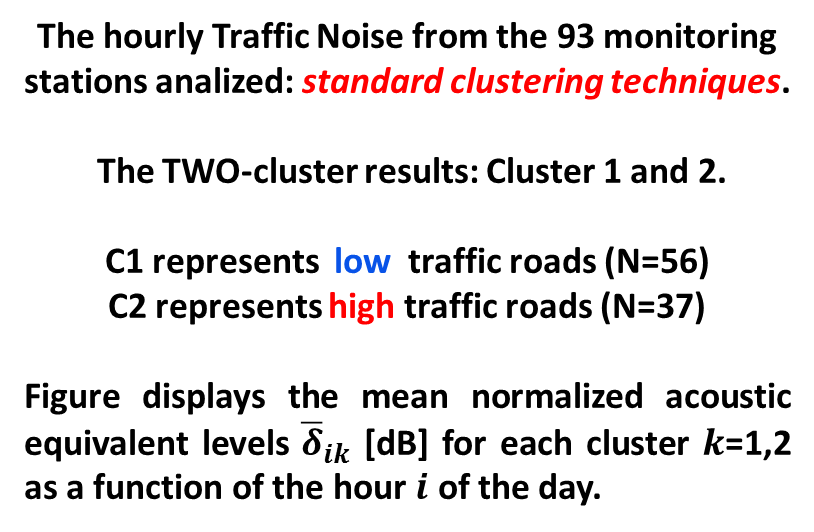 The hourly Traffic Noise from the 93 monitoring
stations analized: standard clustering techniques.
The TWO-cluster results: Cluster 1 and 2.
C1 represents low traffic roads (N=56)
C2 represents high traffic roads (N=37)
Figure displays the mean normalized acoustic
equivalent levels δ̅ik [dB] for each cluster k=1,2
as a function of the hour i of the day.